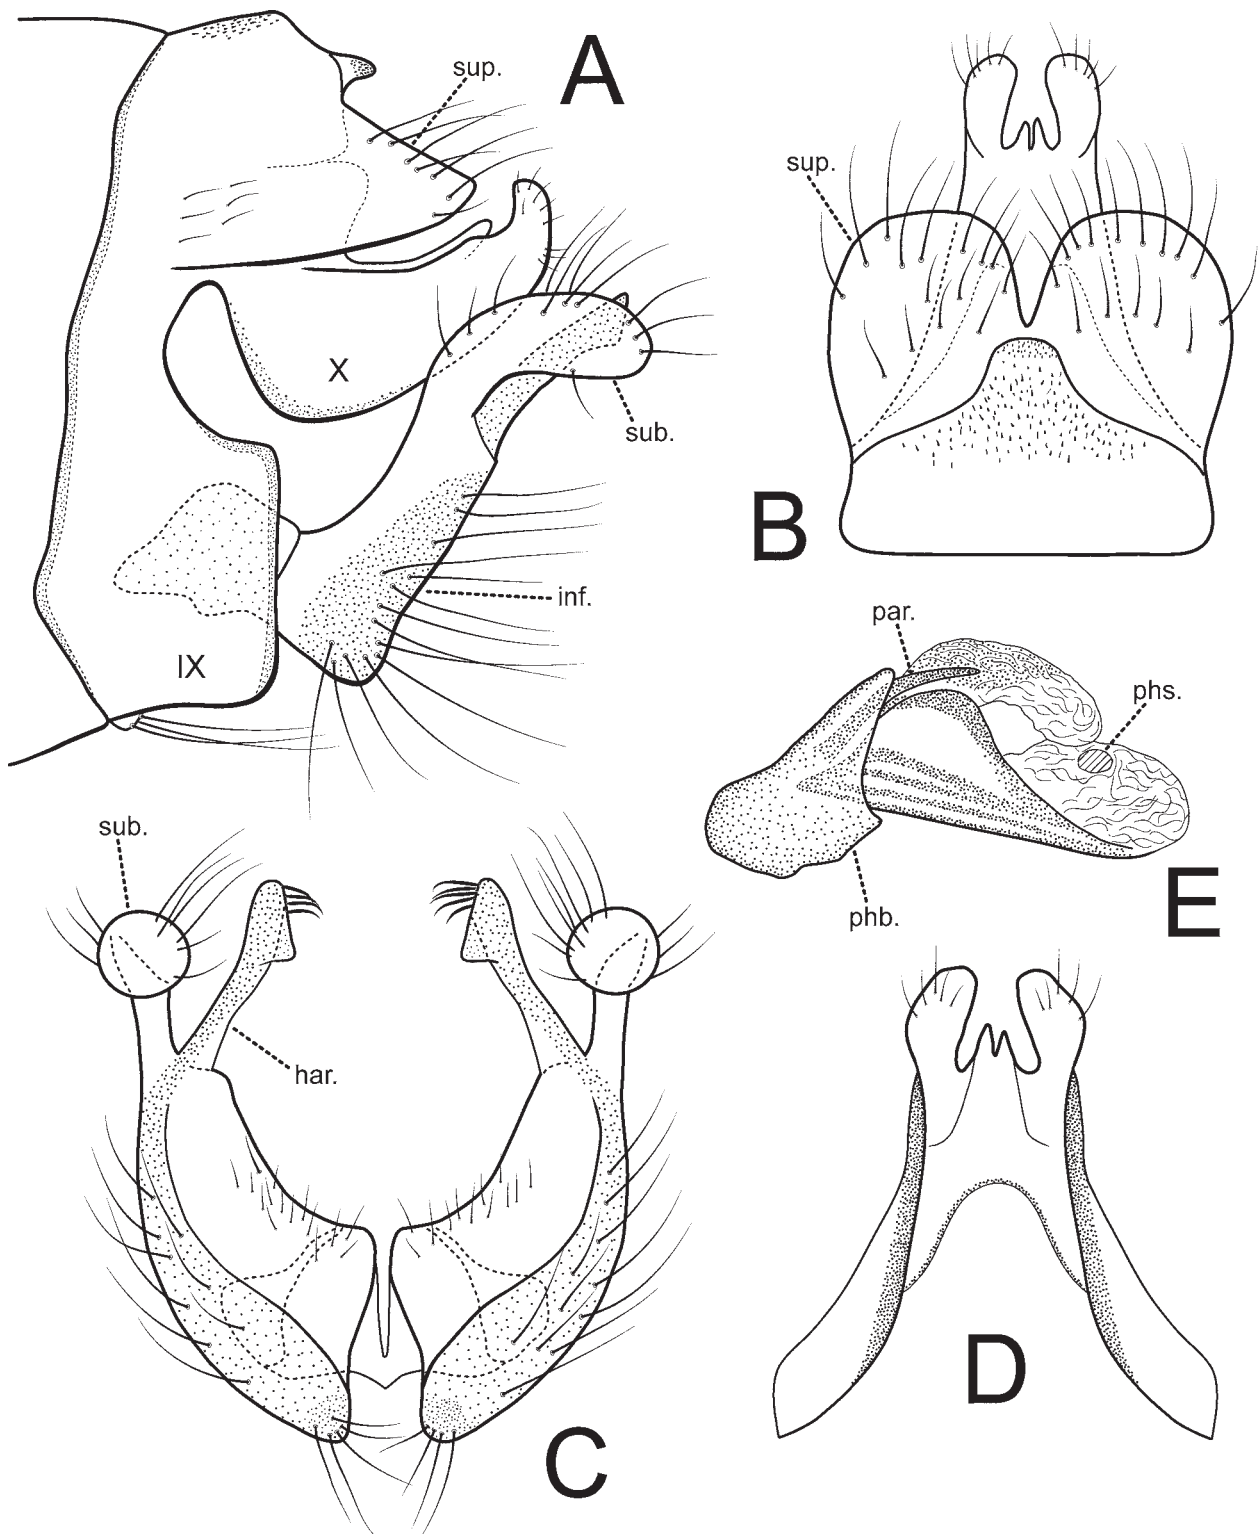 A
sup.
X
sub.
inf.
IX
B
sup.
par.
phs.
phb.
E
sub.
har.
C
D